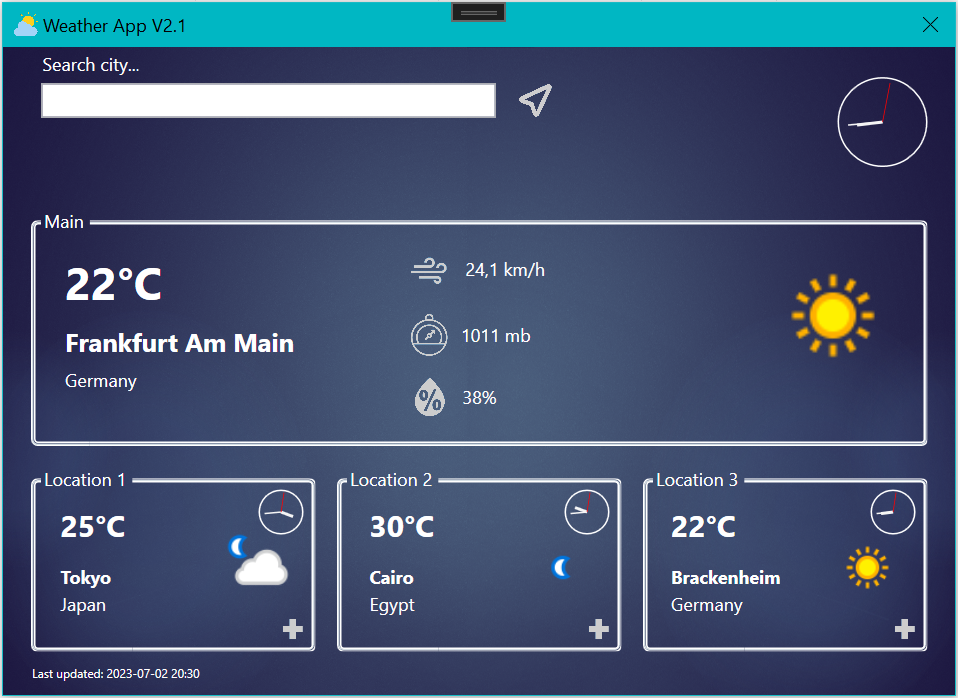 Weather App V2.1
Search city...
Main
22°C
Frankfurt Am Main
Germany
24,1 km/h
1011 mb
%
38%
Location 1
25°C
Tokyo
Japan
Location 2
30°C
Cairo
Egypt
Location 3
22°C
Brackenheim
Germany
Last updated: 2023-07-02 20:30